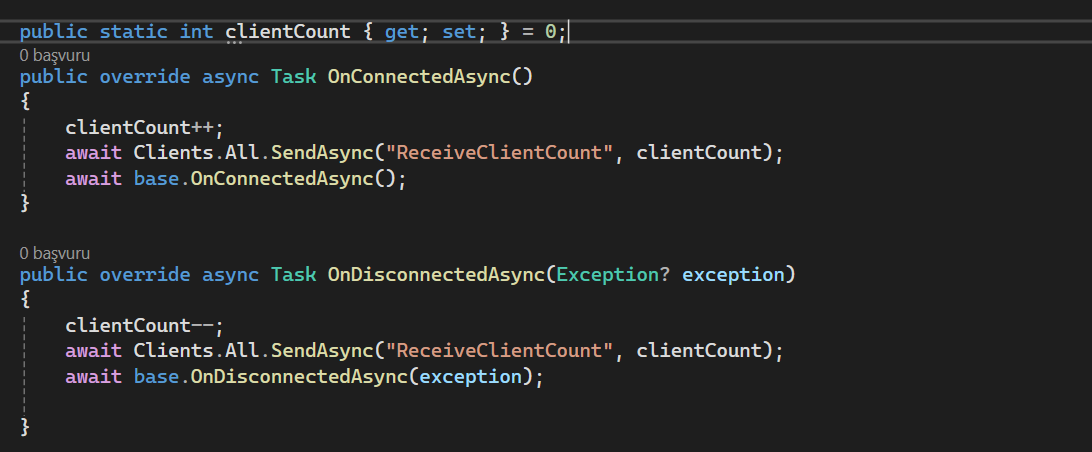 public static int clientCount { get; set; } = 0;
0 başvuru
public override async Task OnConnectedAsync()
{
    clientCount++;
    await Clients.All.SendAsync("ReceiveClientCount", clientCount);
    await base.OnConnectedAsync();
}
0 başvuru
public override async Task OnDisconnectedAsync(Exception? exception)
{
    clientCount--;
    await Clients.All.SendAsync("ReceiveClientCount", clientCount);
    await base.OnDisconnectedAsync(exception);
}